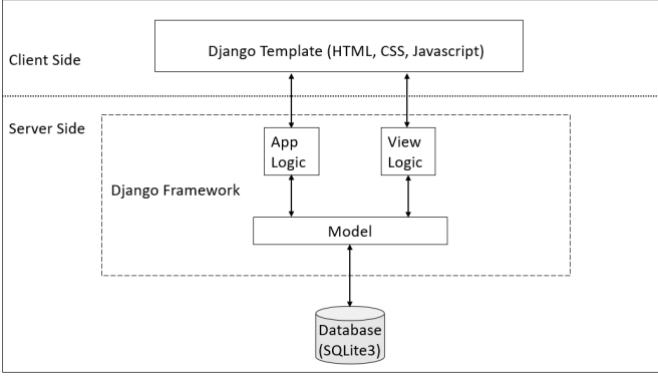 Django Template (HTML, CSS, Javascript)
Client Side
Server Side
App
Logic
View
Logic
Django Framework
Model
Database
(SQLite3)